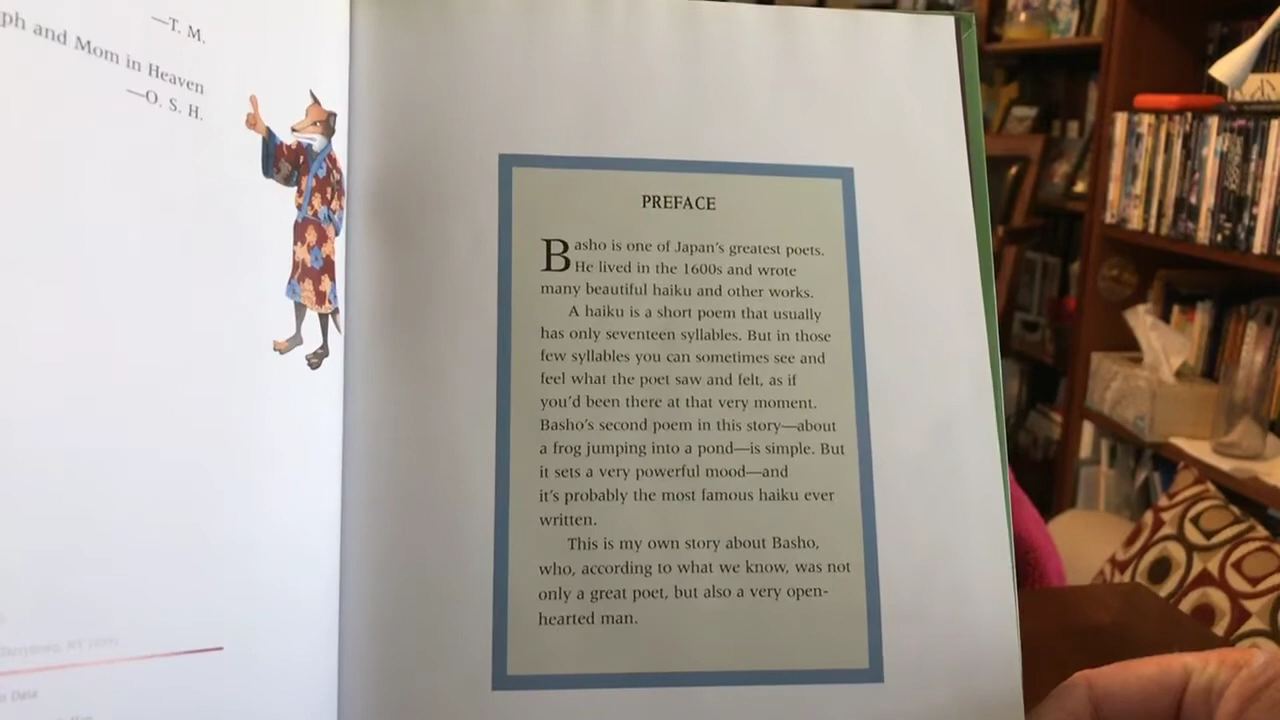 —T. M.
ph and Mom in Heaven
—O. S. H.
PREFACE
Basho is one of Japan's greatest poets.
He lived in the 1600s and wrote
many beautiful haiku and other works.
A haiku is a short poem that usually
has only seventeen syllables. But in those
few syllables you can sometimes see and
feel what the poet saw and felt, as if
you'd been there at that very moment.
Basho's second poem in this story—about
a frog jumping into a pond—is simple. But
it sets a very powerful mood—and
it's probably the most famous haiku ever
written.
This is my own story about Basho,
who, according to what we know, was not
only a great poet, but also a very open-
hearted man.
Data